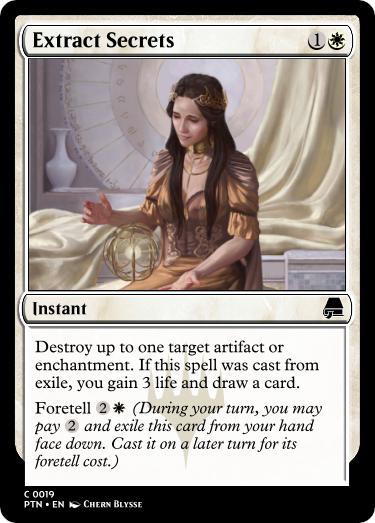 Extract Secrets 1
Instant
Destroy up to one target artifact or
enchantment. If this spell was cast from
exile, you gain 3 life and draw a card.
Foretell 2 (During your turn, you may
pay 2 and exile this card from your hand
face down. Cast it on a later turn for its
foretell cost.)
C 0019
PTN • EN Chern Blysse